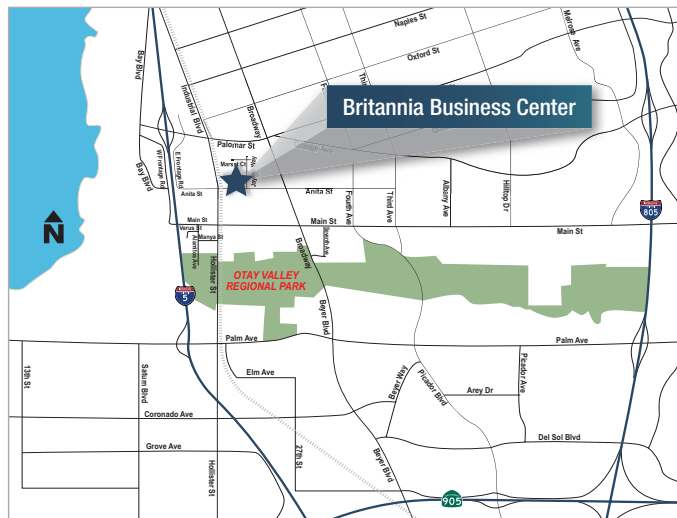 Naples St
Melrose Ave
Oxford St
Bay Blvd
Industrial Blvd
Broadway
Britannia Business Center
Palomar St
Marsat Ct
W Frontage Rd
E Frontage Rd
Bay Blvd
Anita St
Anita St
Fourth Ave
Third Ave
Albany Ave
Hilltop Dr
805
Main St
Main St
Main St
Verus St
Manya St
Broadway
Hollister St
OTAY VALLEY
REGIONAL PARK
N
5
Beyer Blvd
Palm Ave
Palm Ave
13th St
Saturn Blvd
Elm Ave
Beyer Way
Picador Blvd
Arey Dr
Picador Ave
Coronado Ave
Grove Ave
27th St
Hollister St
Beyer Blvd
Del Sol Blvd
905